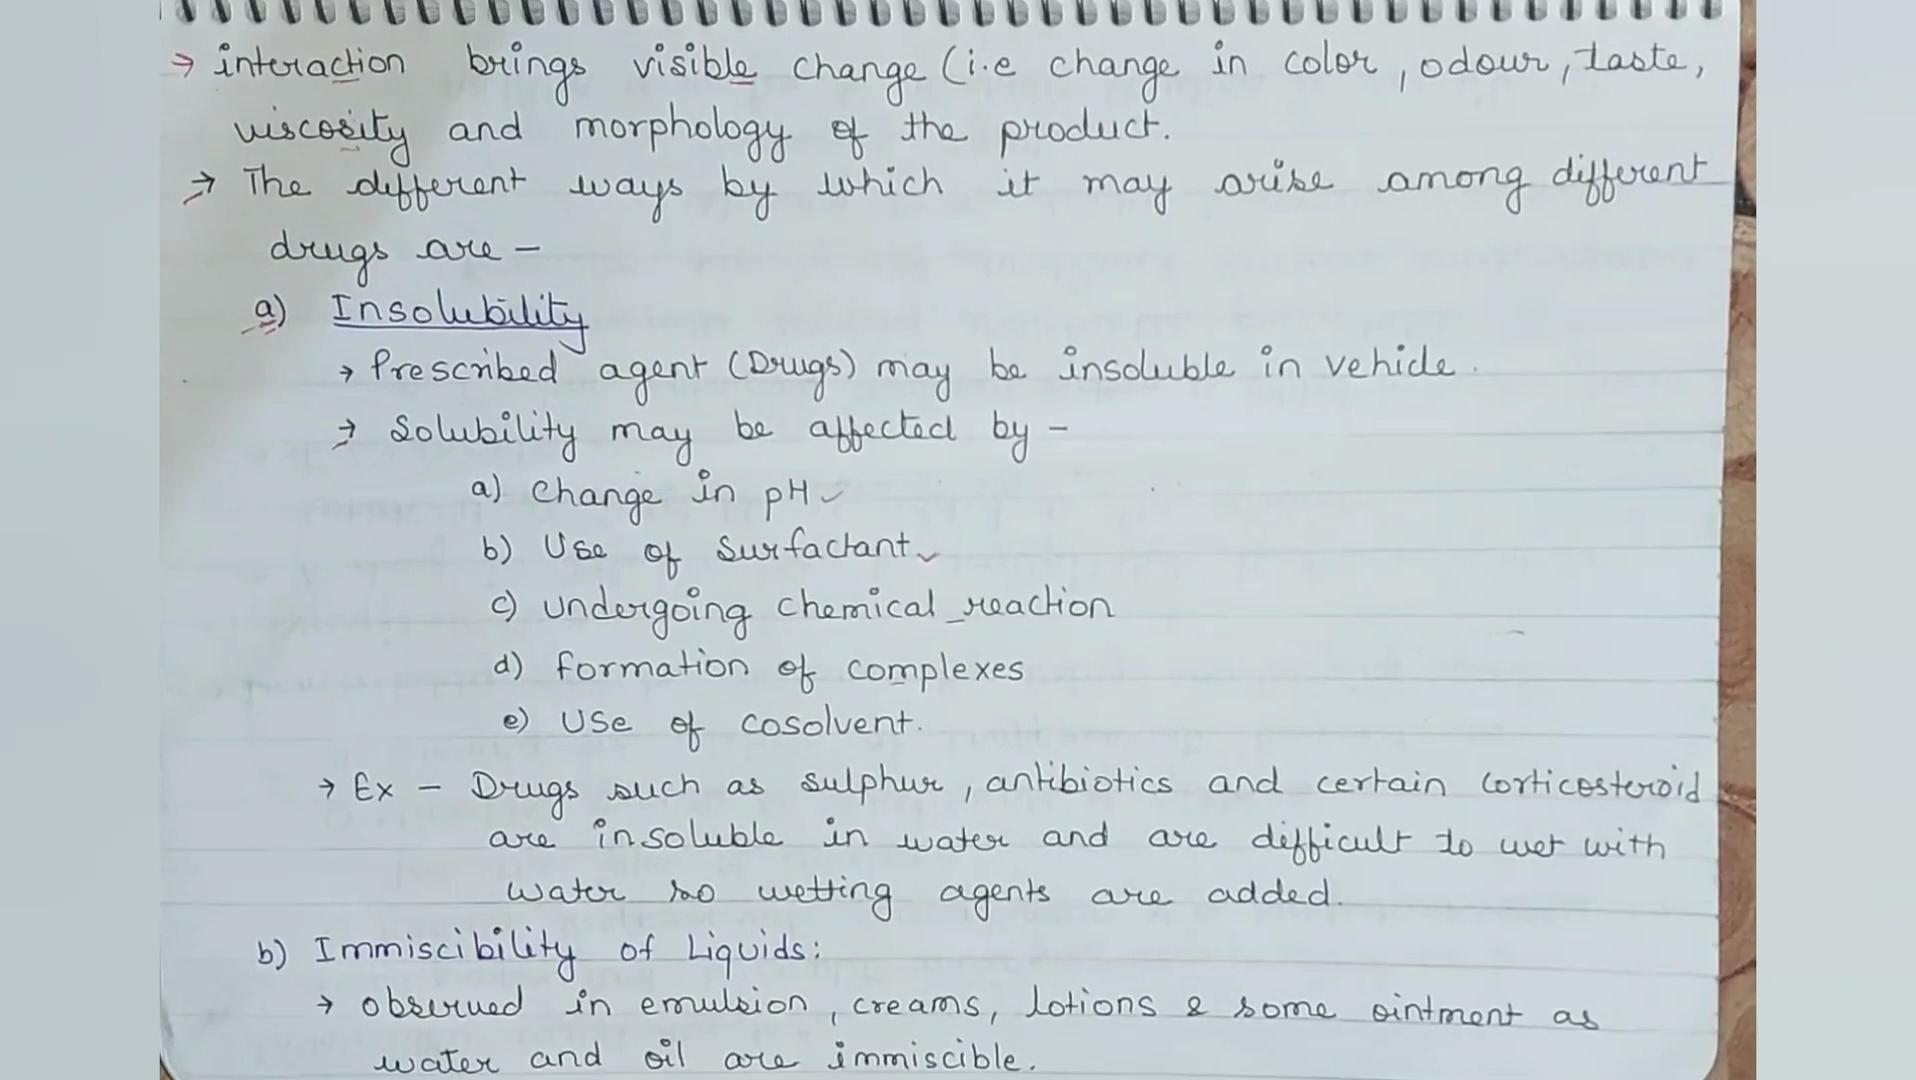 → interaction brings visible change (i.e change in color, odour, taste,
viscosity and morphology of the product.
→ The different ways by which it may arise among different
drugs are –
a) Insolubility
→ Prescribed agent (Drugs) may be insoluble in vehicle.
→ Solubility may be affected by –
a) change in pH
b) Use of surfactant
c) undergoing chemical reaction
d) formation of complexes
e) Use of cosolvent.
→ Ex – Drugs such as sulphur, antibiotics and certain corticosteroid
are insoluble in water and are difficult to wet with
water so wetting agents are added.
b) Immiscibility of Liquids:
→ observed in emulsion, creams, lotions & some ointment as
water and oil are immiscible.